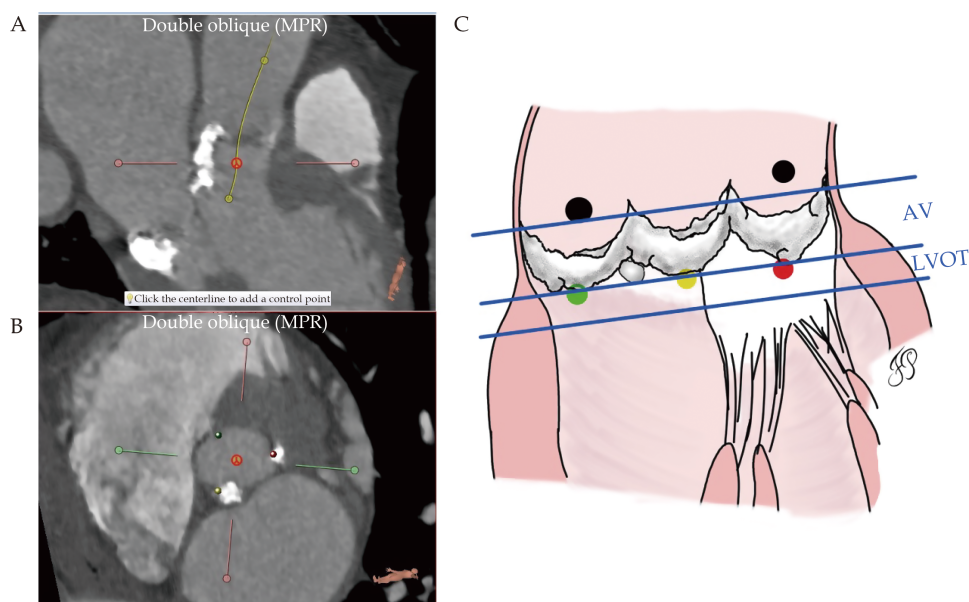 A
Double oblique (MPR)
Click the centerline to add a control point
B
Double oblique (MPR)
C
AV
LVOT